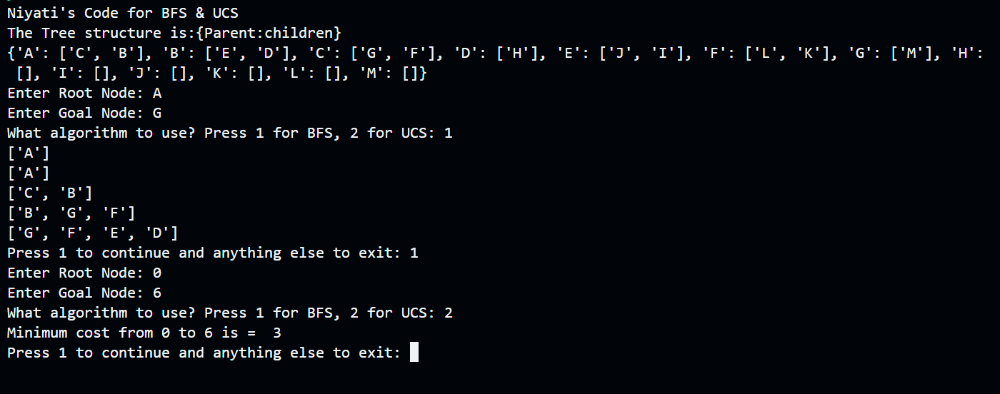 Niyati's Code for BFS & UCS
The Tree structure is:{Parent:children}
{'A': ['C', 'B'], 'B': ['E', 'D'], 'C': ['G', 'F'], 'D': ['H'], 'E': ['J', 'I'], 'F': ['L', 'K'], 'G': ['M'], 'H':
 [], 'I': [], 'J': [], 'K': [], 'L': [], 'M': []}
Enter Root Node: A
Enter Goal Node: G
What algorithm to use? Press 1 for BFS, 2 for UCS: 1
['A']
['A']
['C', 'B']
['B', 'G', 'F']
['G', 'F', 'E', 'D']
Press 1 to continue and anything else to exit: 1
Enter Root Node: 0
Enter Goal Node: 6
What algorithm to use? Press 1 for BFS, 2 for UCS: 2
Minimum cost from 0 to 6 is =  3
Press 1 to continue and anything else to exit: